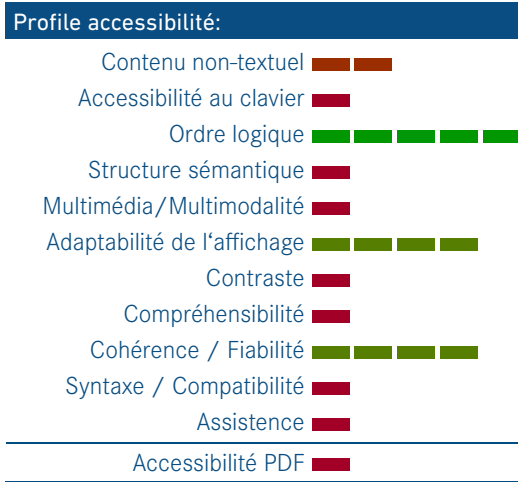 Profile accessibilité:
Contenu non-textuel
Accessibilité au clavier
Ordre logique
Structure sémantique
Multimédia/Multimodalité
Adaptabilité de l‘affichage
Contraste
Compréhensibilité
Cohérence / Fiabilité
Syntaxe / Compatibilité
Assistence
Accessibilité PDF